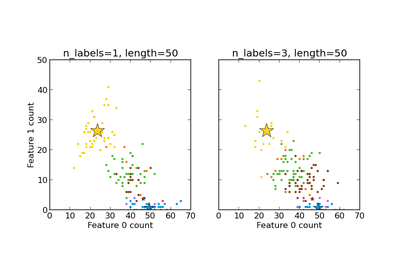 n_labels=1, length=50
n_labels=3, length=50
50
40
30
20
10
0
Feature 1 count
0 10 20 30 40 50 60 70
0 10 20 30 40 50 60 70
Feature 0 count
Feature 0 count